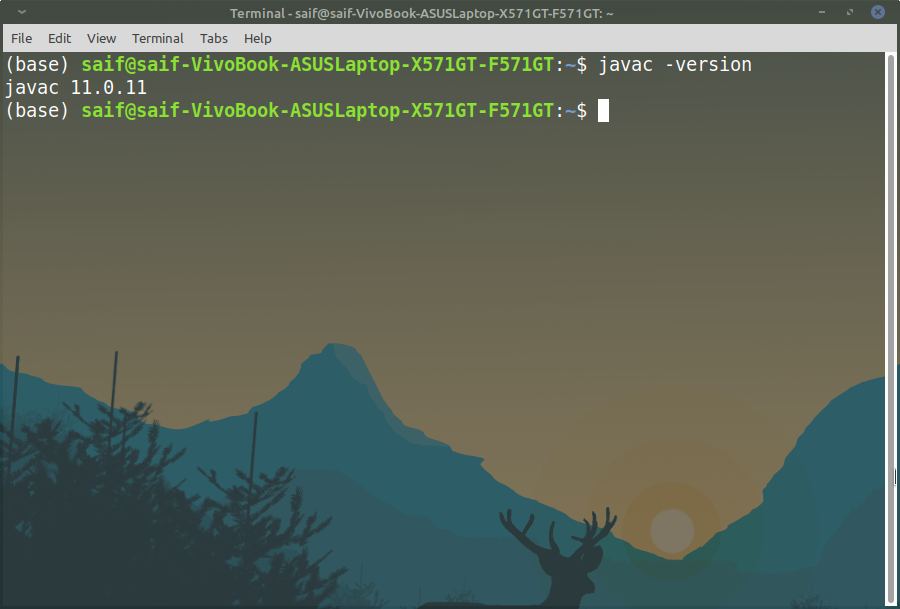 Terminal - saif@saif-VivoBook-ASUSLaptop-X571GT-F571GT: ~
File Edit View Terminal Tabs Help
(base) saif@saif-VivoBook-ASUSLaptop-X571GT-F571GT:~$ javac -version
javac 11.0.11
(base) saif@saif-VivoBook-ASUSLaptop-X571GT-F571GT:~$